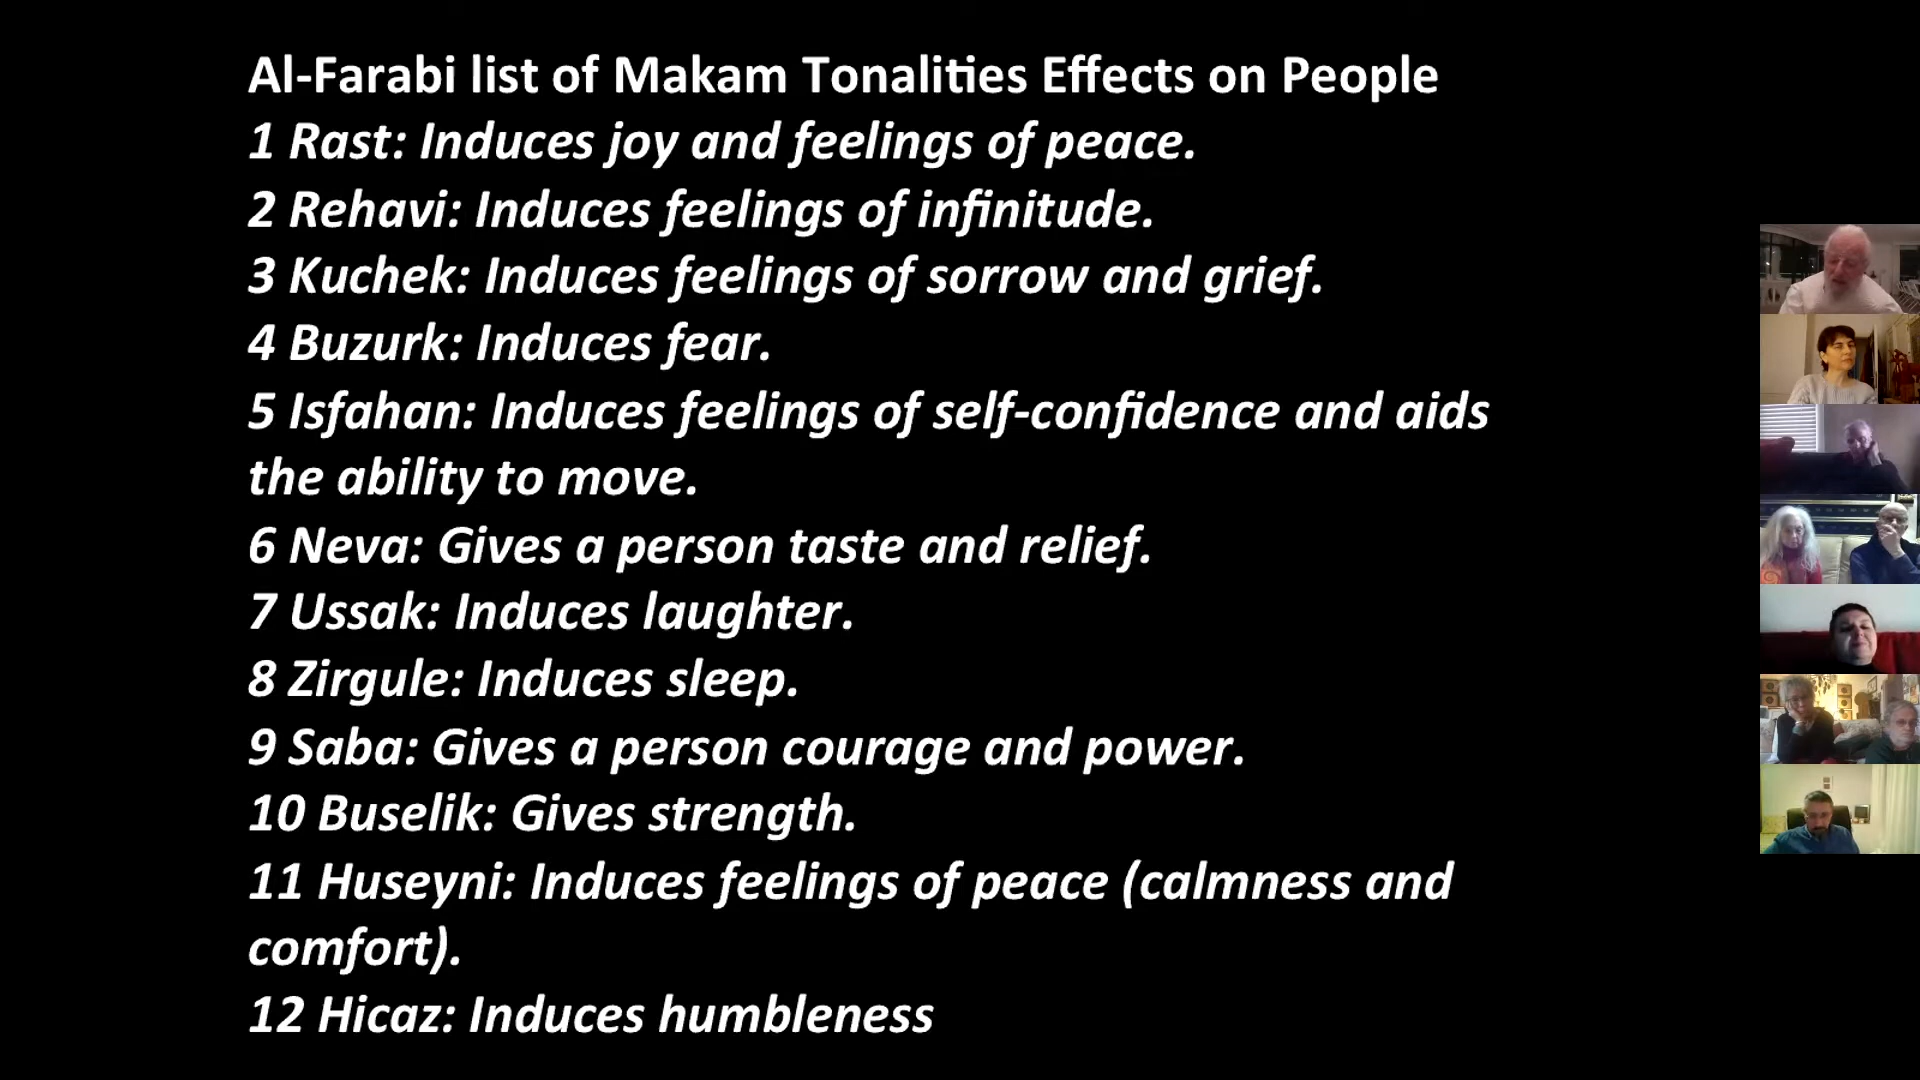 Al-Farabi list of Makam Tonalities Effects on People
1 Rast: Induces joy and feelings of peace.
2 Rehavi: Induces feelings of infinitude.
3 Kuchek: Induces feelings of sorrow and grief.
4 Buzurk: Induces fear.
5 Isfahan: Induces feelings of self-confidence and aids
the ability to move.
6 Neva: Gives a person taste and relief.
7 Ussak: Induces laughter.
8 Zirgule: Induces sleep.
9 Saba: Gives a person courage and power.
10 Buselik: Gives strength.
11 Huseyni: Induces feelings of peace (calmness and
comfort).
12 Hicaz: Induces humbleness